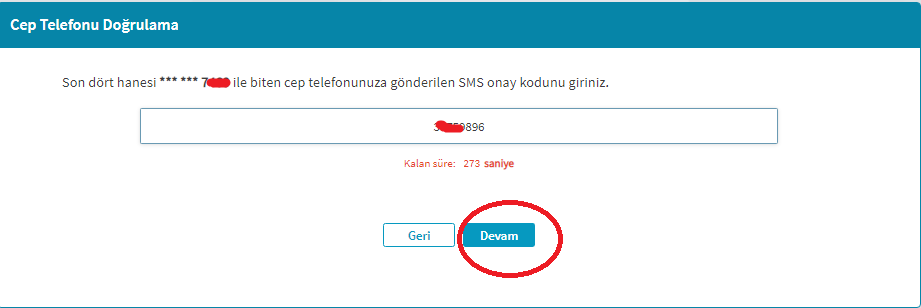 Cep Telefonu Doğrulama
Son dört hanesi *** *** ile biten cep telefonunuza gönderilen SMS onay kodunu giriniz.
9896
Kalan süre: 273 saniye
Geri
Devam